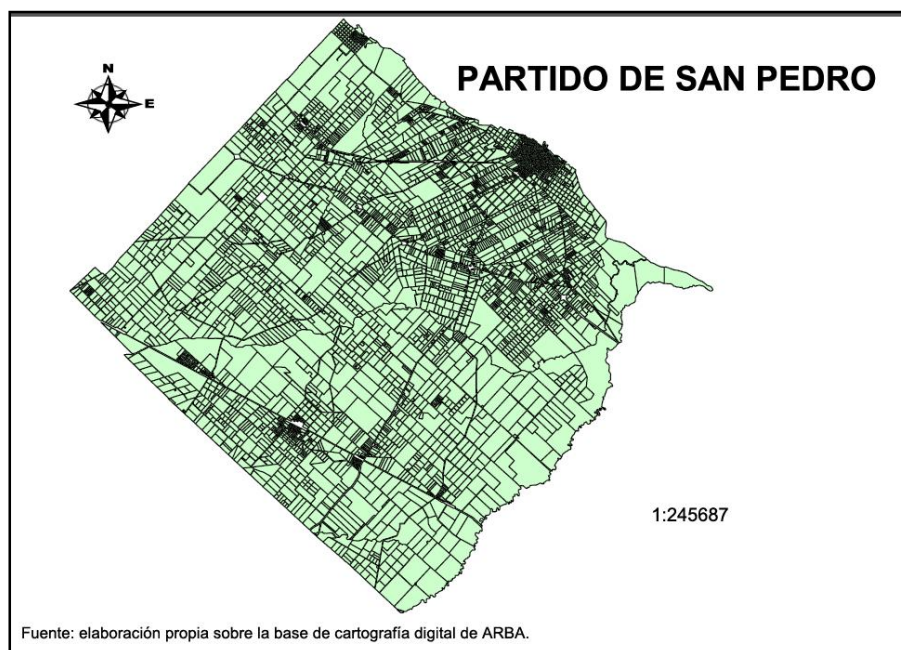 N
E
PARTIDO DE SAN PEDRO
1:245687
Fuente: elaboración propia sobre la base de cartografía digital de ARBA.